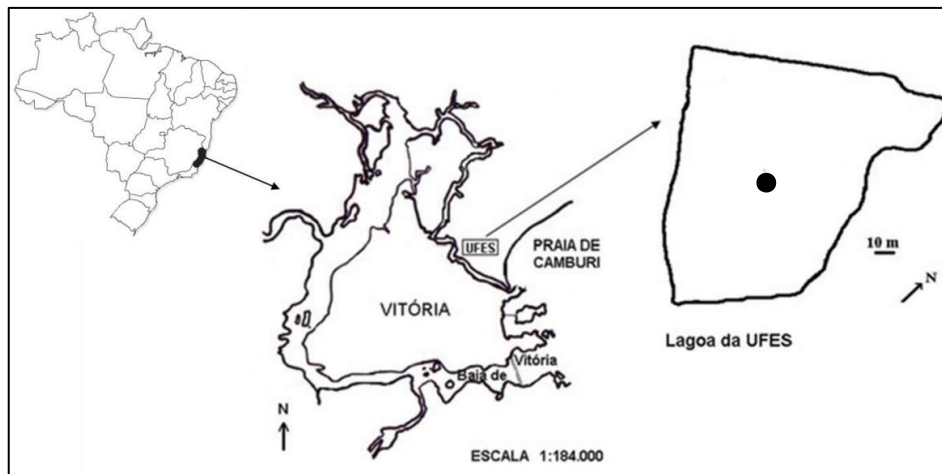 UFES
PRAIA DE
CAMBURI
VITÓRIA
Vitória
Baía de
N
ESCALA 1:184.000
10 m
N
Lagoa da UFES